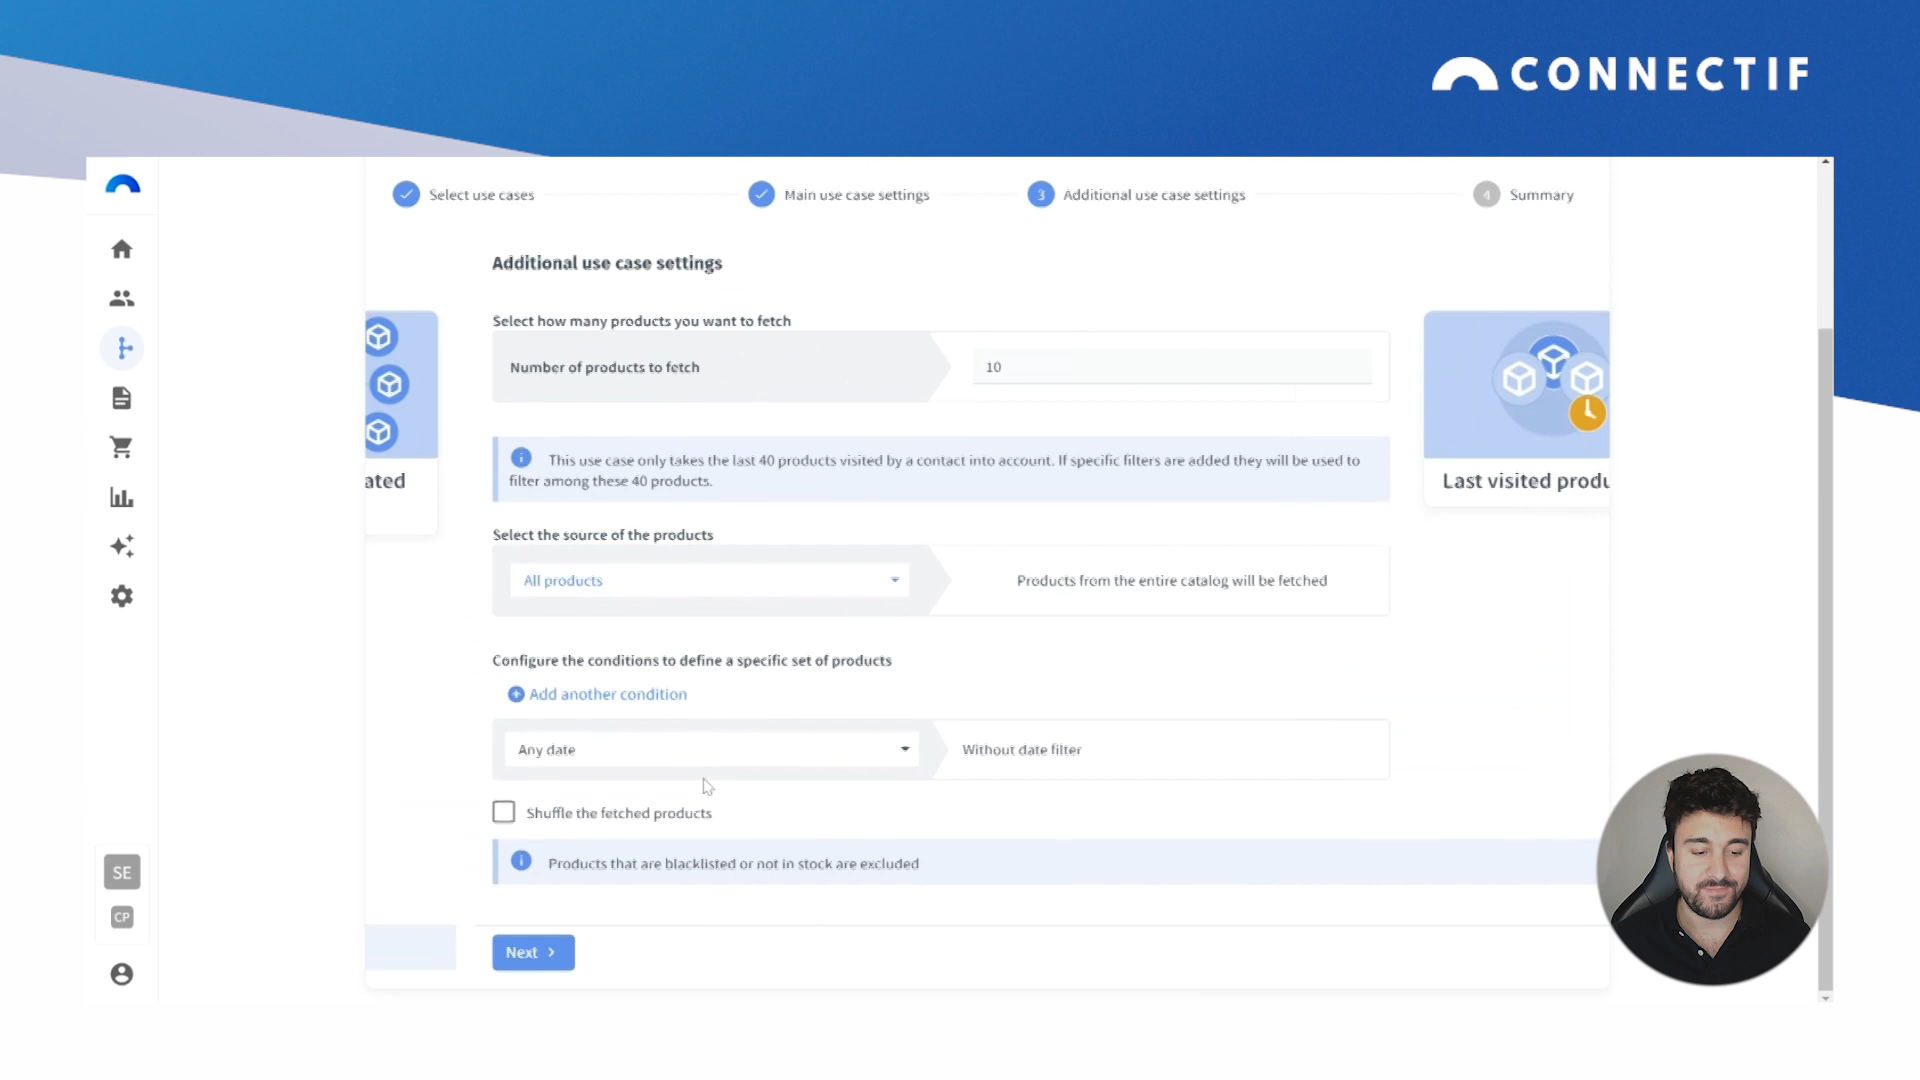 CONNECTIF
Select use cases
Main use case settings
3 Additional use case settings
4 Summary
Additional use case settings
Select how many products you want to fetch
Number of products to fetch
10
This use case only takes the last 40 products visited by a contact into account. If specific filters are added they will be used to
filter among these 40 products.
ated
Last visited produ
Select the source of the products
All products
Products from the entire catalog will be fetched
Configure the conditions to define a specific set of products
Add another condition
Any date
Without date filter
Shuffle the fetched products
Products that are blacklisted or not in stock are excluded
SE
CP
Next